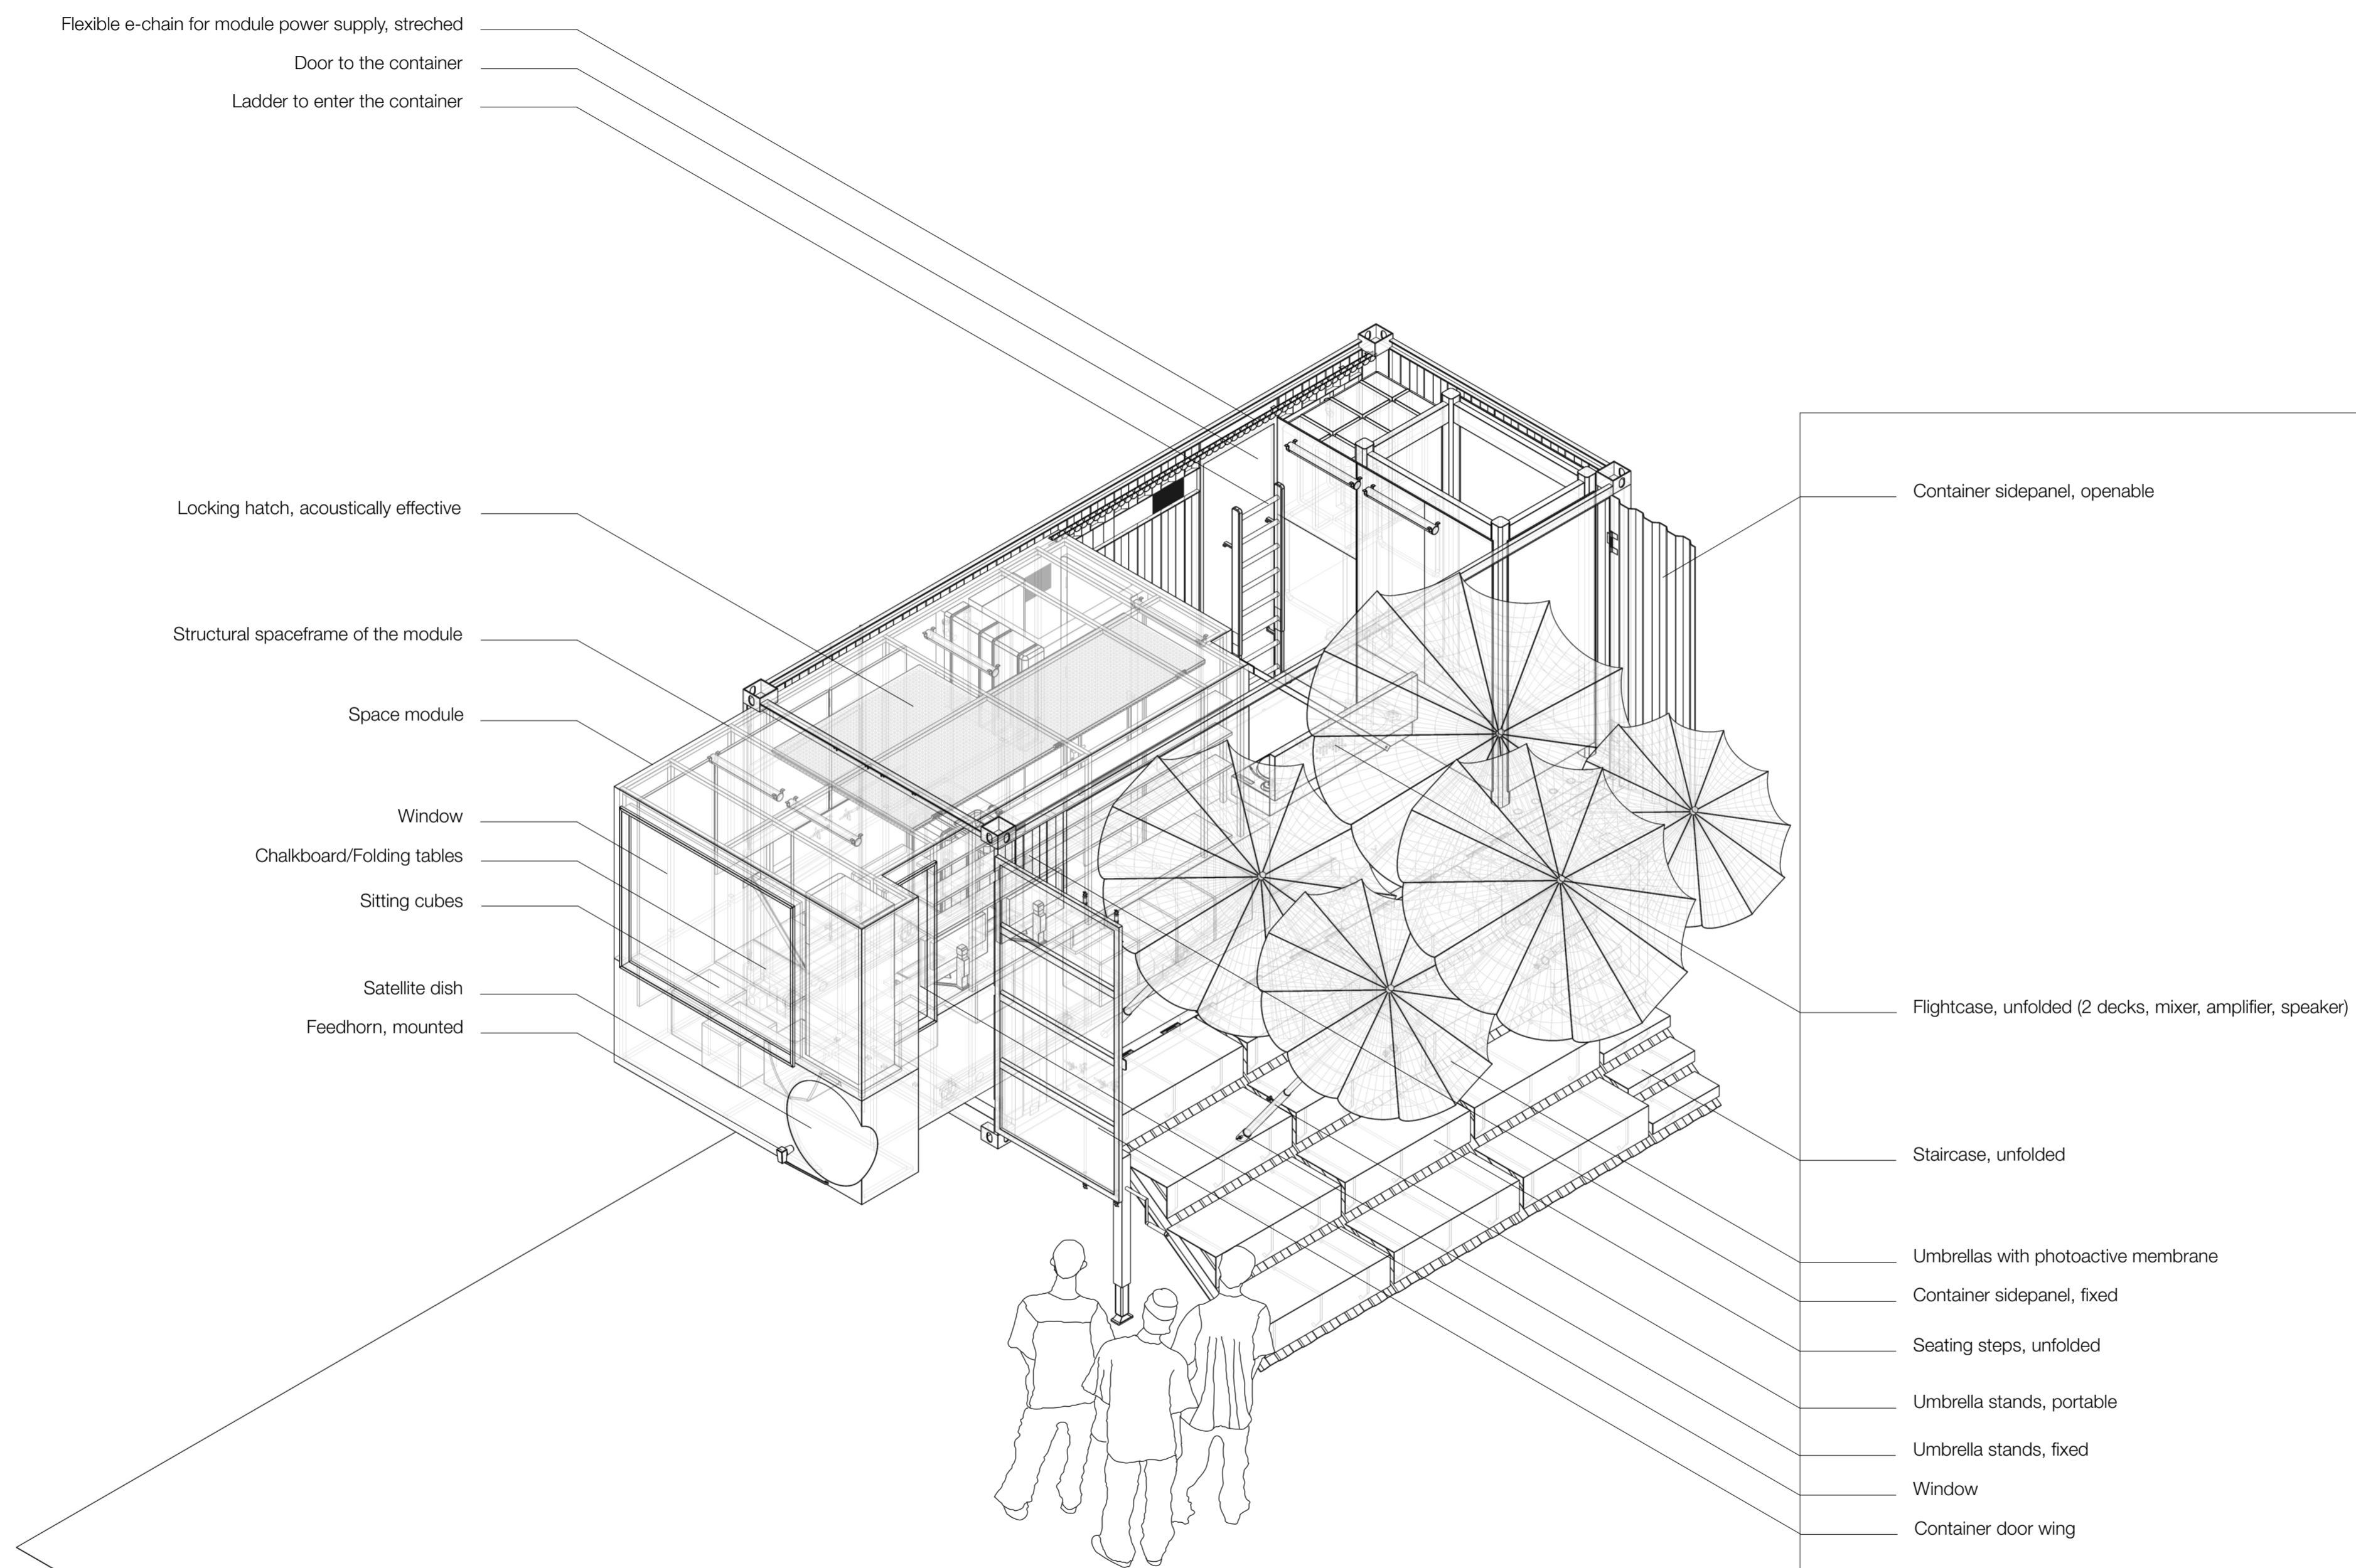 Flexible e-chain for module power supply, streched
Door to the container
Ladder to enter the container
Locking hatch, acoustically effective
Structural spaceframe of the module
Space module
Window
Chalkboard/Folding tables
Sitting cubes
Satellite dish
Feedhorn, mounted
Container sidepanel, openable
Flightcase, unfolded (2 decks, mixer, amplifier, speaker)
Staircase, unfolded
Umbrellas with photoactive membrane
Container sidepanel, fixed
Seating steps, unfolded
Umbrella stands, portable
Umbrella stands, fixed
Window
Container door wing